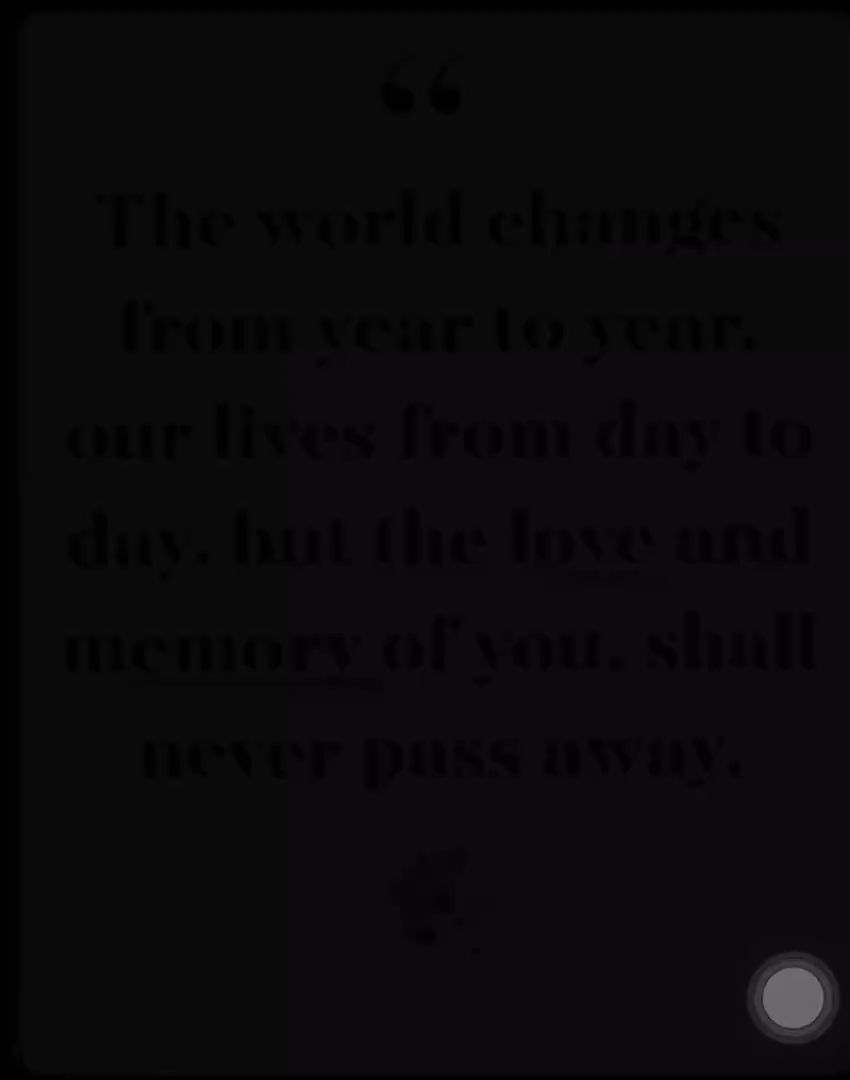 “
The world changes
from year to year,
our lives from day to
day, but the love and
memory of you, shall
never pass away.